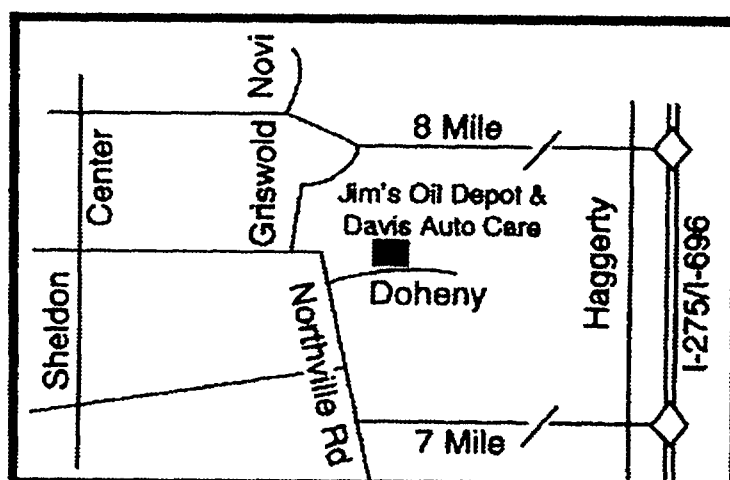 Novi
8 Mile
Center
Griswold
Jim's Oil Depot &
Davis Auto Care
Doheny
Haggerty
I-275/I-696
Sheldon
Northville Rd
7 Mile